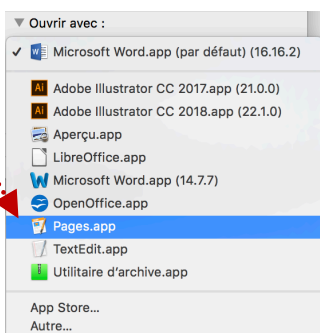 Ouvrir avec :
Microsoft Word.app (par défaut) (16.16.2)
Adobe Illustrator CC 2017.app (21.0.0)
Adobe Illustrator CC 2018.app (22.1.0)
Aperçu.app
LibreOffice.app
Microsoft Word.app (14.7.7)
OpenOffice.app
Pages.app
TextEdit.app
Utilitaire d'archive.app
App Store...
Autre...